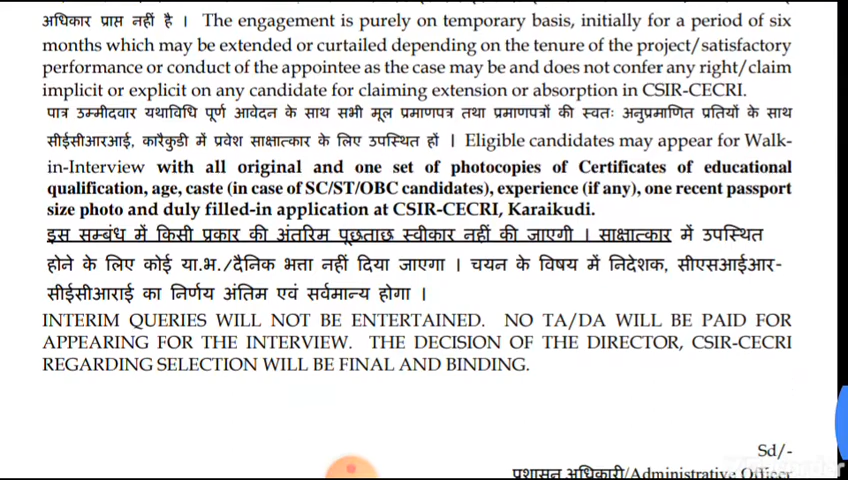 अधिकार प्राप्त नहीं है । The engagement is purely on temporary basis, initially for a period of six
months which may be extended or curtailed depending on the tenure of the project/satisfactory
performance or conduct of the appointee as the case may be and does not confer any right/claim
implicit or explicit on any candidate for claiming extension or absorption in CSIR-CECRI.
पात्र उम्मीदवार यथाविधि पूर्ण आवेदन के साथ सभी मूल प्रमाणपत्र तथा प्रमाणपत्रों की स्वतः अनुप्रमाणित प्रतियों के साथ
सीईसीआरआई, कारैकुडी में प्रवेश साक्षात्कार के लिए उपस्थित हों । Eligible candidates may appear for Walk-
in-Interview with all original and one set of photocopies of Certificates of educational
qualification, age, caste (in case of SC/ST/OBC candidates), experience (if any), one recent passport
size photo and duly filled-in application at CSIR-CECRI, Karaikudi.
इस सम्बंध में किसी प्रकार की अंतरिम पूछताछ स्वीकार नहीं की जाएगी । साक्षात्कार में उपस्थित
होने के लिए कोई या.भ./दैनिक भत्ता नहीं दिया जाएगा । चयन के विषय में निदेशक, सीएसआईआर-
सीईसीआराई का निर्णय अंतिम एवं सर्वमान्य होगा ।
INTERIM QUERIES WILL NOT BE ENTERTAINED. NO TA/DA WILL BE PAID FOR
APPEARING FOR THE INTERVIEW. THE DECISION OF THE DIRECTOR, CSIR-CECRI
REGARDING SELECTION WILL BE FINAL AND BINDING.
Sd/-
प्रशासन अधिकारी/Administrative Officer